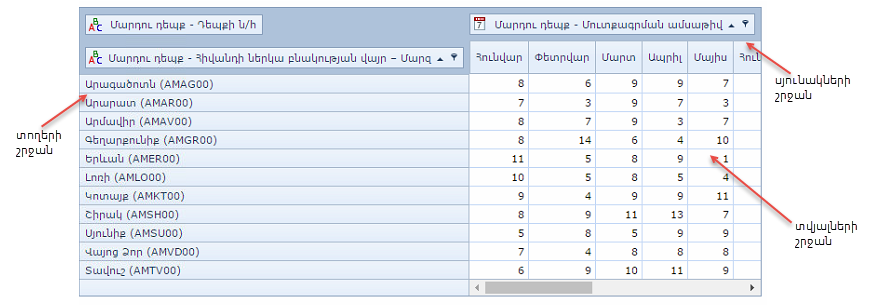 Մարդու դեպք - Դեպքի ն/հ
Մարդու դեպք - Մուտքագրման ամսաթիվ
Մարդու դեպք - Հիվանդի ներկա բնակության վայր – Մարզ
Հունվար Փետրվար Մարտ Ապրիլ Մայիս Հուն
Արագածոտն (AMAG00) 8 6 9 9 7
Արարատ (AMAR00) 7 3 9 7 3
Արմավիր (AMAV00) 8 7 9 3 7
Գեղարքունիք (AMGR00) 8 14 6 4 10
Երևան (AMER00) 11 5 8 9 1
Լոռի (AMLO00) 10 5 8 5 4
Կոտայք (AMKT00) 9 4 9 9 11
Շիրակ (AMSH00) 8 9 11 13 7
Սյունիք (AMSU00) 5 8 5 9 9
Վայոց Ձոր (AMVD00) 7 4 8 8 8
Տավուշ (AMTV00) 6 9 10 11 9
տողերի
շրջան
սյունակների
շրջան
տվյալների
շրջան